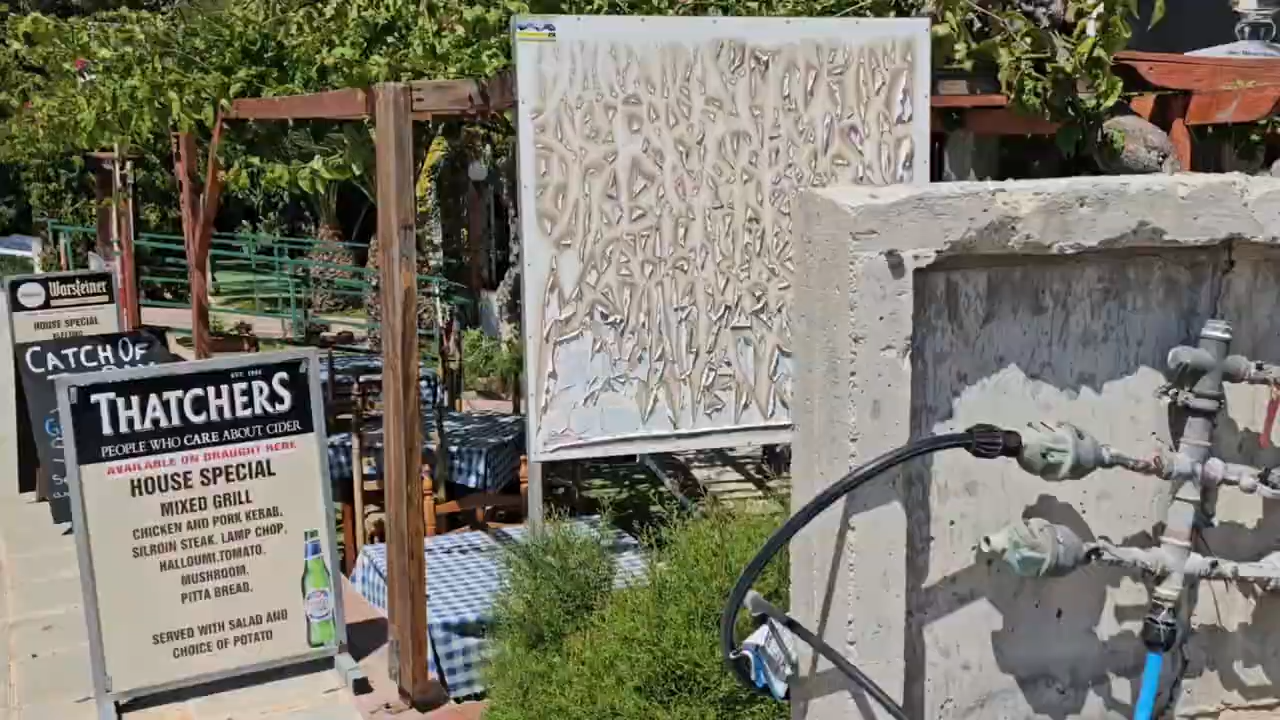 Warsteiner
HOUSE SPECIAL
CATCH OF
EST. 1904
THATCHERS
PEOPLE WHO CARE ABOUT CIDER
AVAILABLE ON DRAUGHT HERE
HOUSE SPECIAL
MIXED GRILL
CHICKEN AND PORK KEBAB,
SILROIN STEAK, LAMP CHOP,
HALLOUMI,TOMATO,
MUSHROOM,
PITTA BREAD,
SERVED WITH SALAD AND
CHOICE OF POTATO